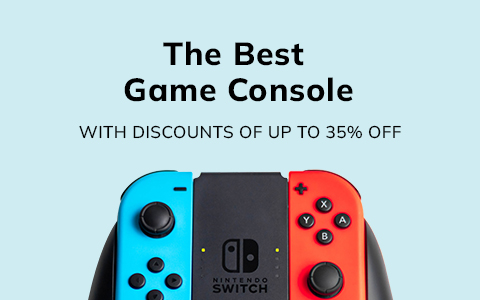 The Best
Game Console
WITH DISCOUNTS OF UP TO 35% OFF
X
Y
A
B
NINTENDO
SWITCH